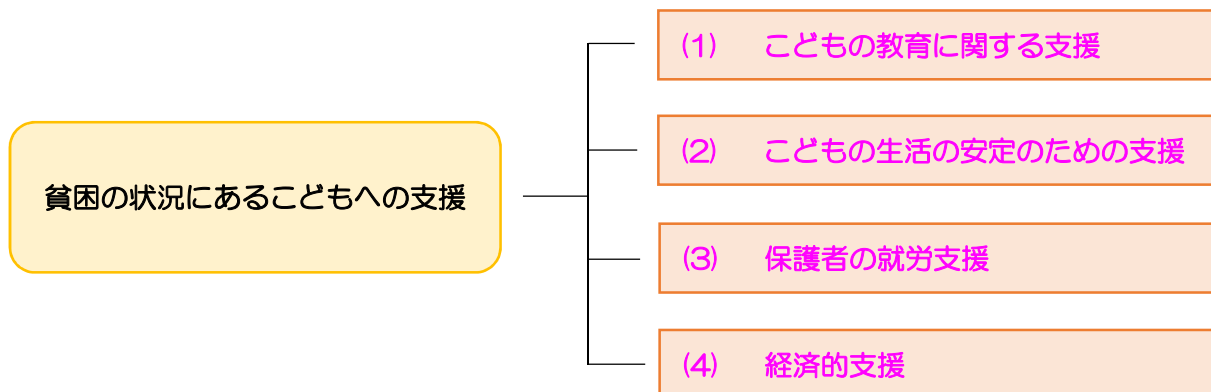 貧困の状況にあるこどもへの支援
(1) こどもの教育に関する支援
(2) こどもの生活の安定のための支援
(3) 保護者の就労支援
(4) 経済的支援